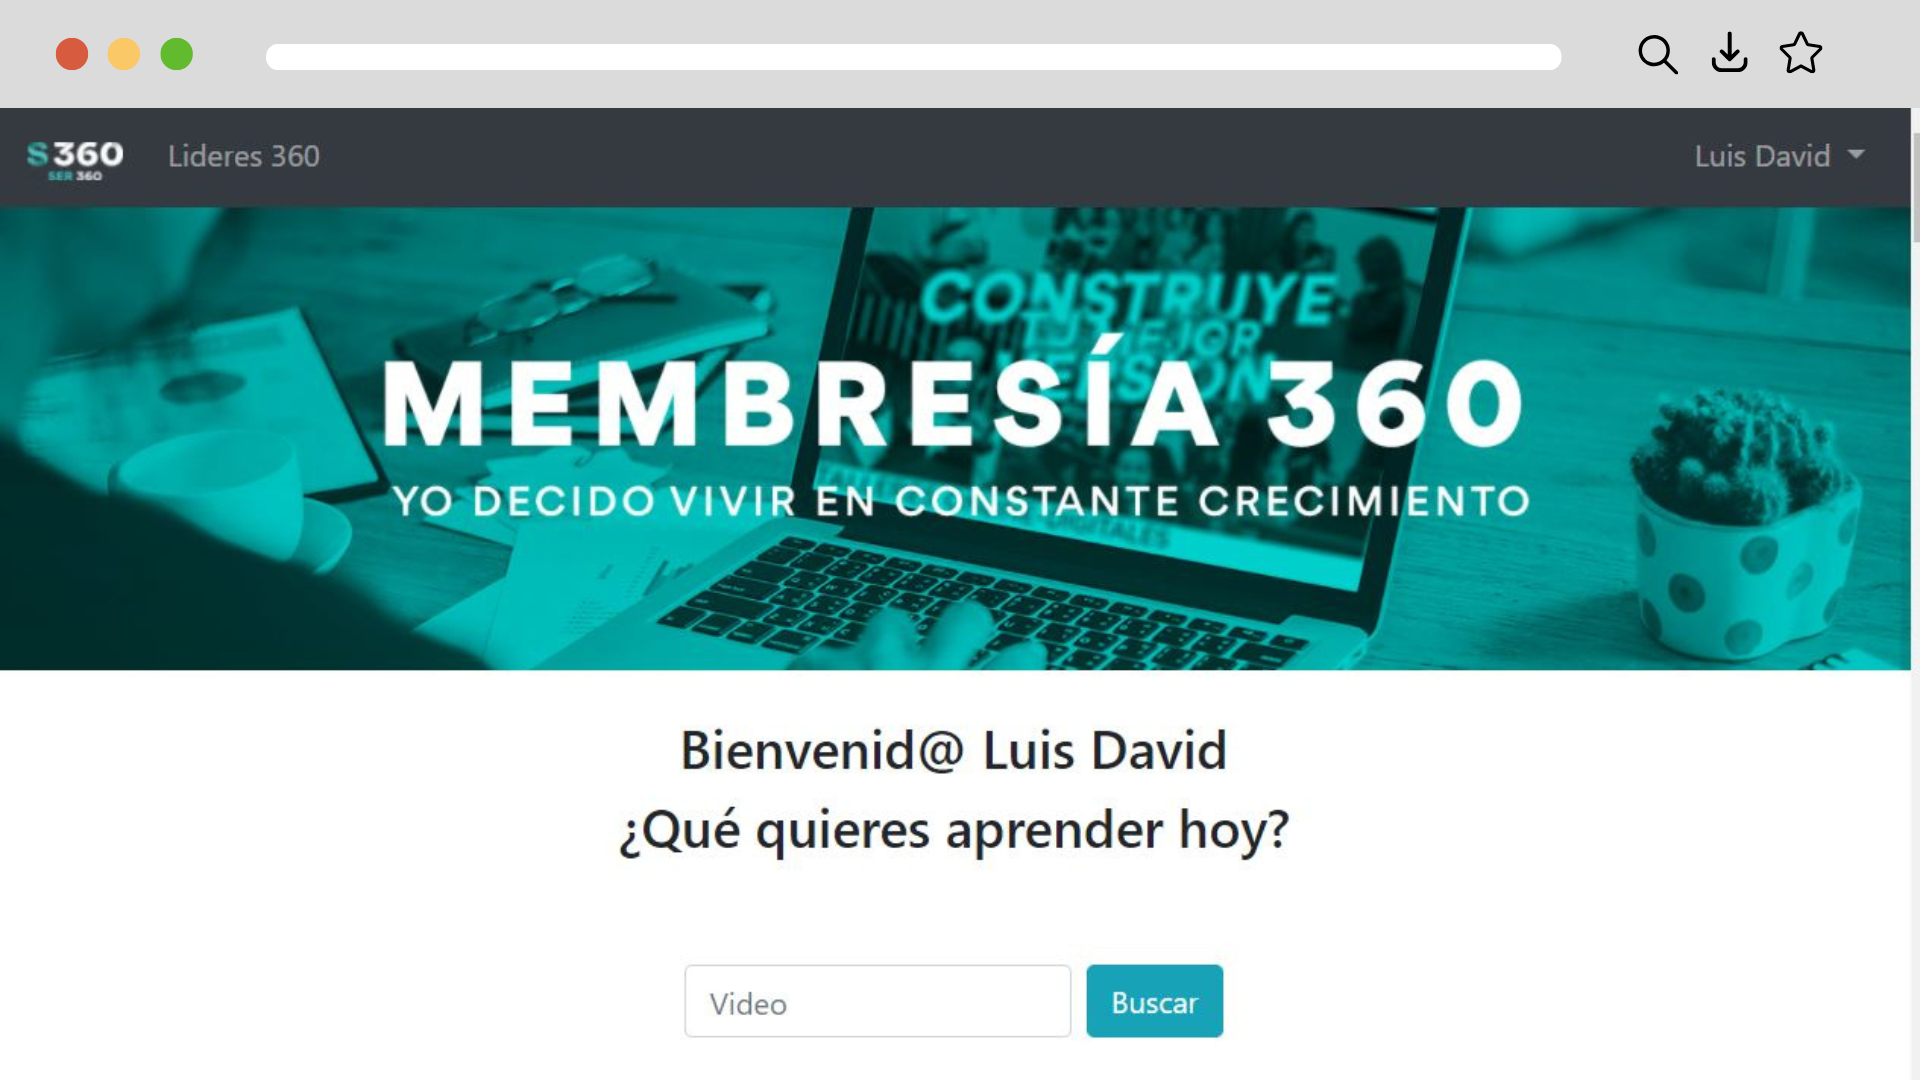 S360
SER 360
Lideres 360
Luis David
CONSTRUYE
TU MEJOR
VERSIÓN
MEMBRESÍA 360
YO DECIDO VIVIR EN CONSTANTE CRECIMIENTO
Bienvenid@ Luis David
¿Qué quieres aprender hoy?
Video
Buscar